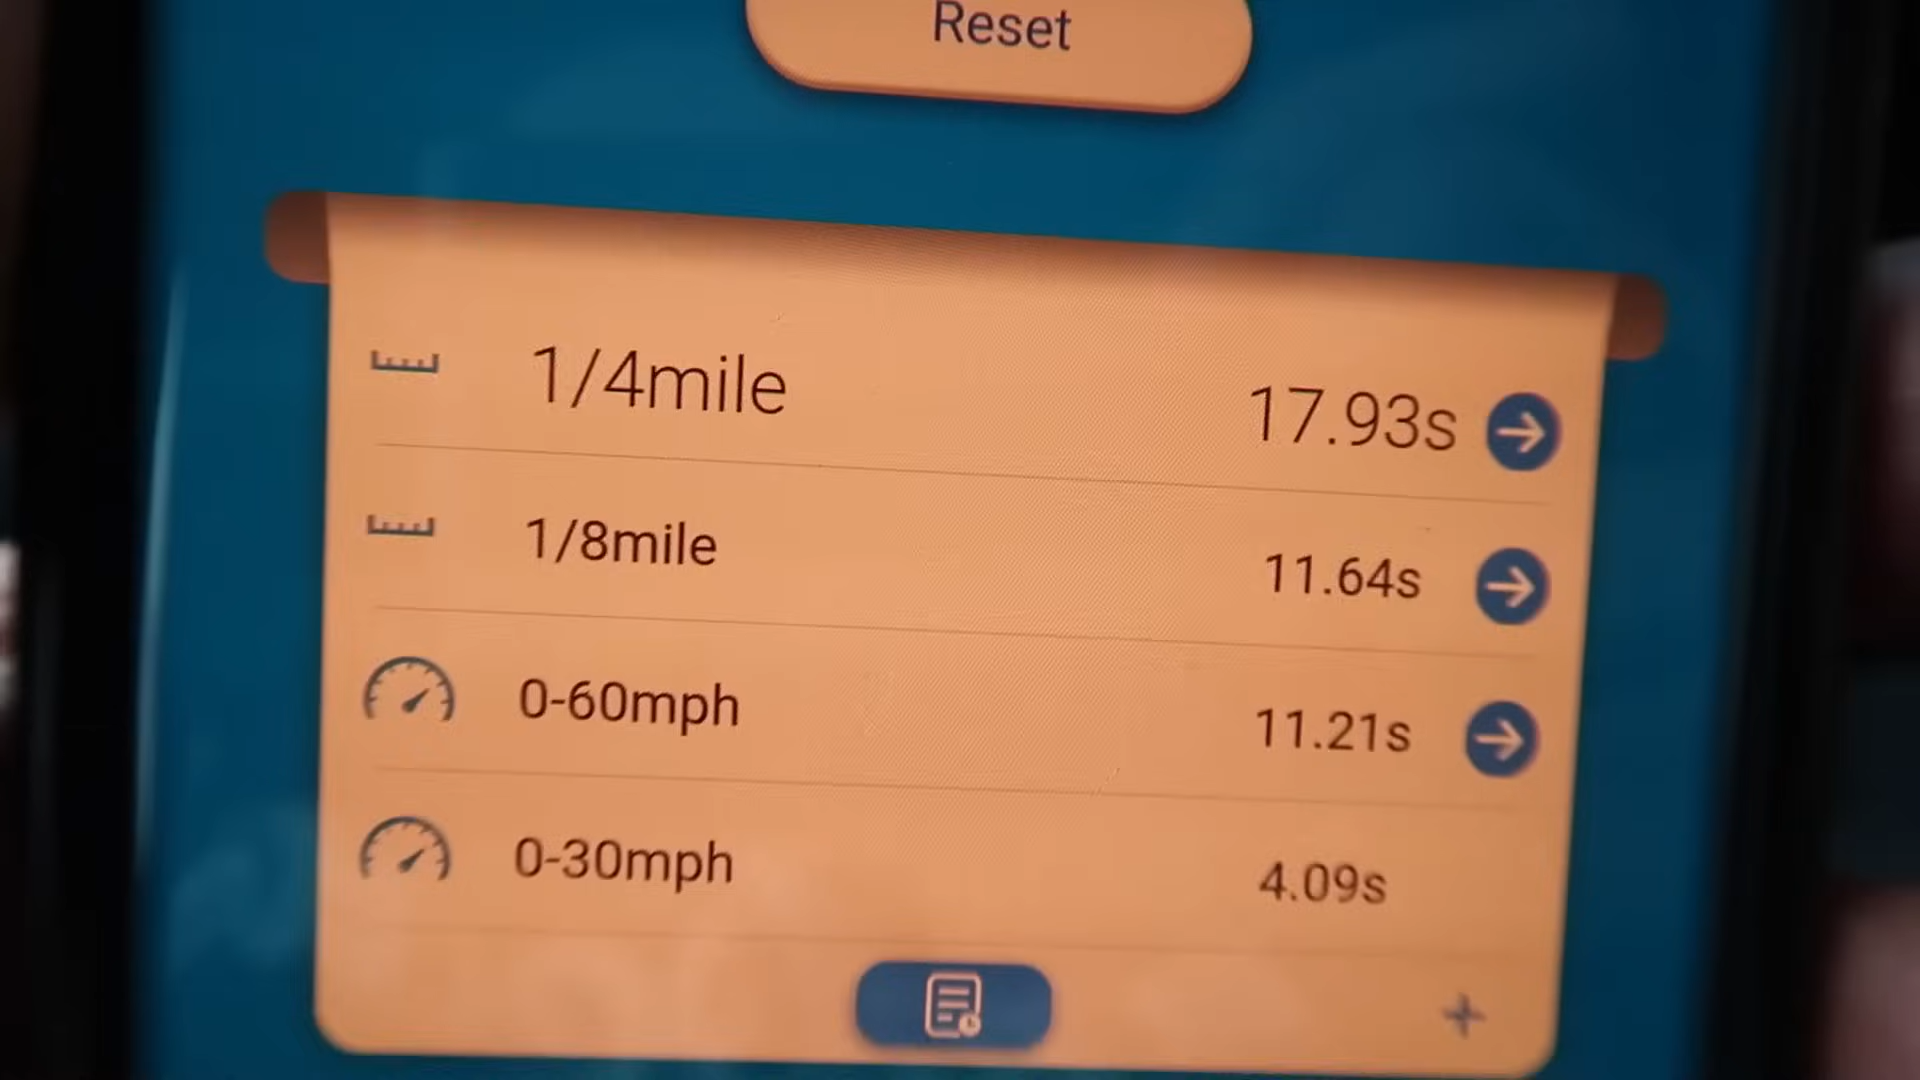 Reset
1/4mile 17.93s
1/8mile 11.64s
0-60mph 11.21s
0-30mph 4.09s
+